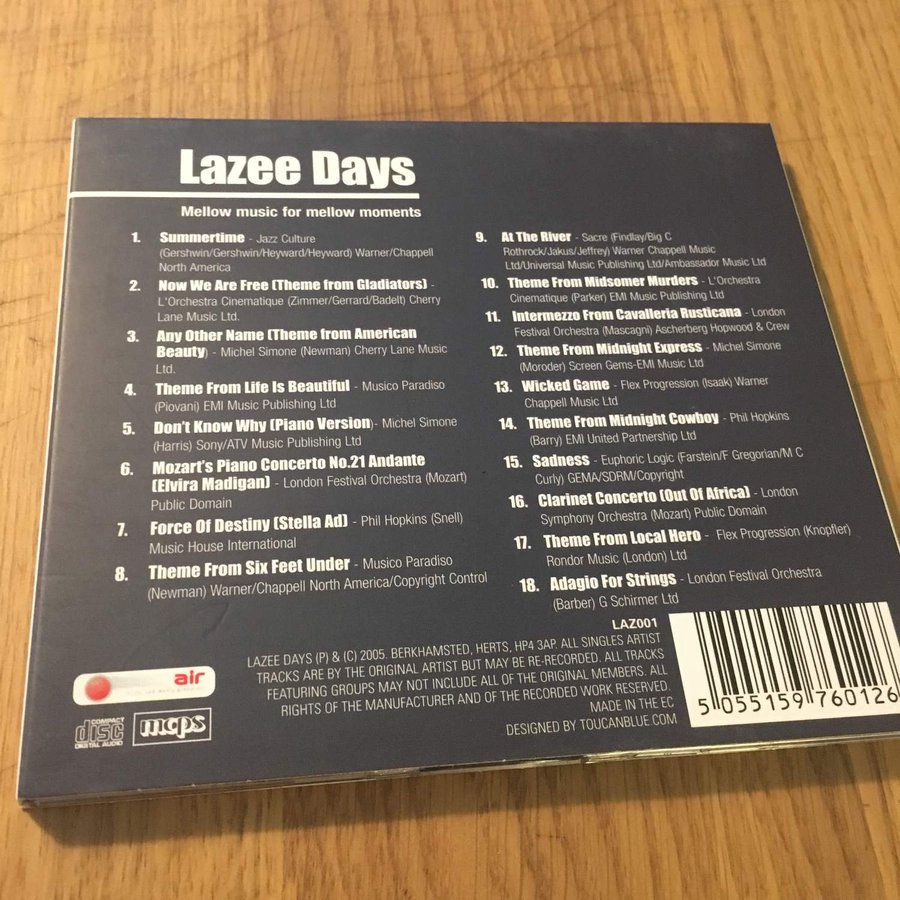 Lazee Days
Mellow music for mellow moments
1. Summertime - Jazz Culture
(Gershwin/Gershwin/Heyward/Heyward) Warner/Chappell
North America
2. Now We Are Free (Theme from Gladiators) -
L'Orchestra Cinematique (Zimmer/Gerrard/Badelt) Cherry
Lane Music Ltd.
3. Any Other Name (Theme from American
Beauty) - Michel Simone (Newman) Cherry Lane Music
Ltd.
4. Theme From Life Is Beautiful - Musico Paradiso
(Piovani) EMI Music Publishing Ltd
5. Don't Know Why (Piano Version)- Michel Simone
(Harris) Sony/ATV Music Publishing Ltd
6. Mozart's Piano Concerto No.21 Andante
(Elvira Madigan) - London Festival Orchestra (Mozart)
Public Domain
7. Force Of Destiny (Stella Ad) - Phil Hopkins (Snell)
Music House International
8. Theme From Six Feet Under - Musico Paradiso
(Newman) Warner/Chappell North America/Copyright Control
9. At The River - Sacre (Findlay/Big C
Rothrock/Jakus/Jeffrey) Warner Chappell Music
Ltd/Universal Music Publishing Ltd/Ambassador Music Ltd
10. Theme From Midsomer Murders - L'Orchestra
Cinematique (Parker) EMI Music Publishing Ltd
11. Intermezzo From Cavalleria Rusticana - London
Festival Orchestra (Mascagni) Ascherberg Hopwood & Crew
12. Theme From Midnight Express - Michel Simone
(Moroder) Screen Gems-EMI Music Ltd
13. Wicked Game - Flex Progression (Isaak) Warner
Chappell Music Ltd
14. Theme From Midnight Cowboy - Phil Hopkins
(Barry) EMI United Partnership Ltd
15. Sadness - Euphoric Logic (Farstein/F Gregorian/M C
Curly) GEMA/SDRM/Copyright
16. Clarinet Concerto (Out Of Africa) - London
Symphony Orchestra (Mozart) Public Domain
17. Theme From Local Hero - Flex Progression (Knopfler)
Rondor Music (London) Ltd
18. Adagio For Strings - London Festival Orchestra
(Barber) G Schirmer Ltd
LAZ001
LAZEE DAYS (P) & (C) 2005. BERKHAMSTED, HERTS, HP4 3AP. ALL SINGLES ARTIST
TRACKS ARE BY THE ORIGINAL ARTIST BUT MAY BE RE-RECORDED. ALL TRACKS
FEATURING GROUPS MAY NOT INCLUDE ALL OF THE ORIGINAL MEMBERS. ALL
RIGHTS OF THE MANUFACTURER AND OF THE RECORDED WORK RESERVED.
MADE IN THE EC
DESIGNED BY TOUCANBLUE.COM
air
COMPACT
disc
DIGITAL AUDIO
mcps
5 055159 760126